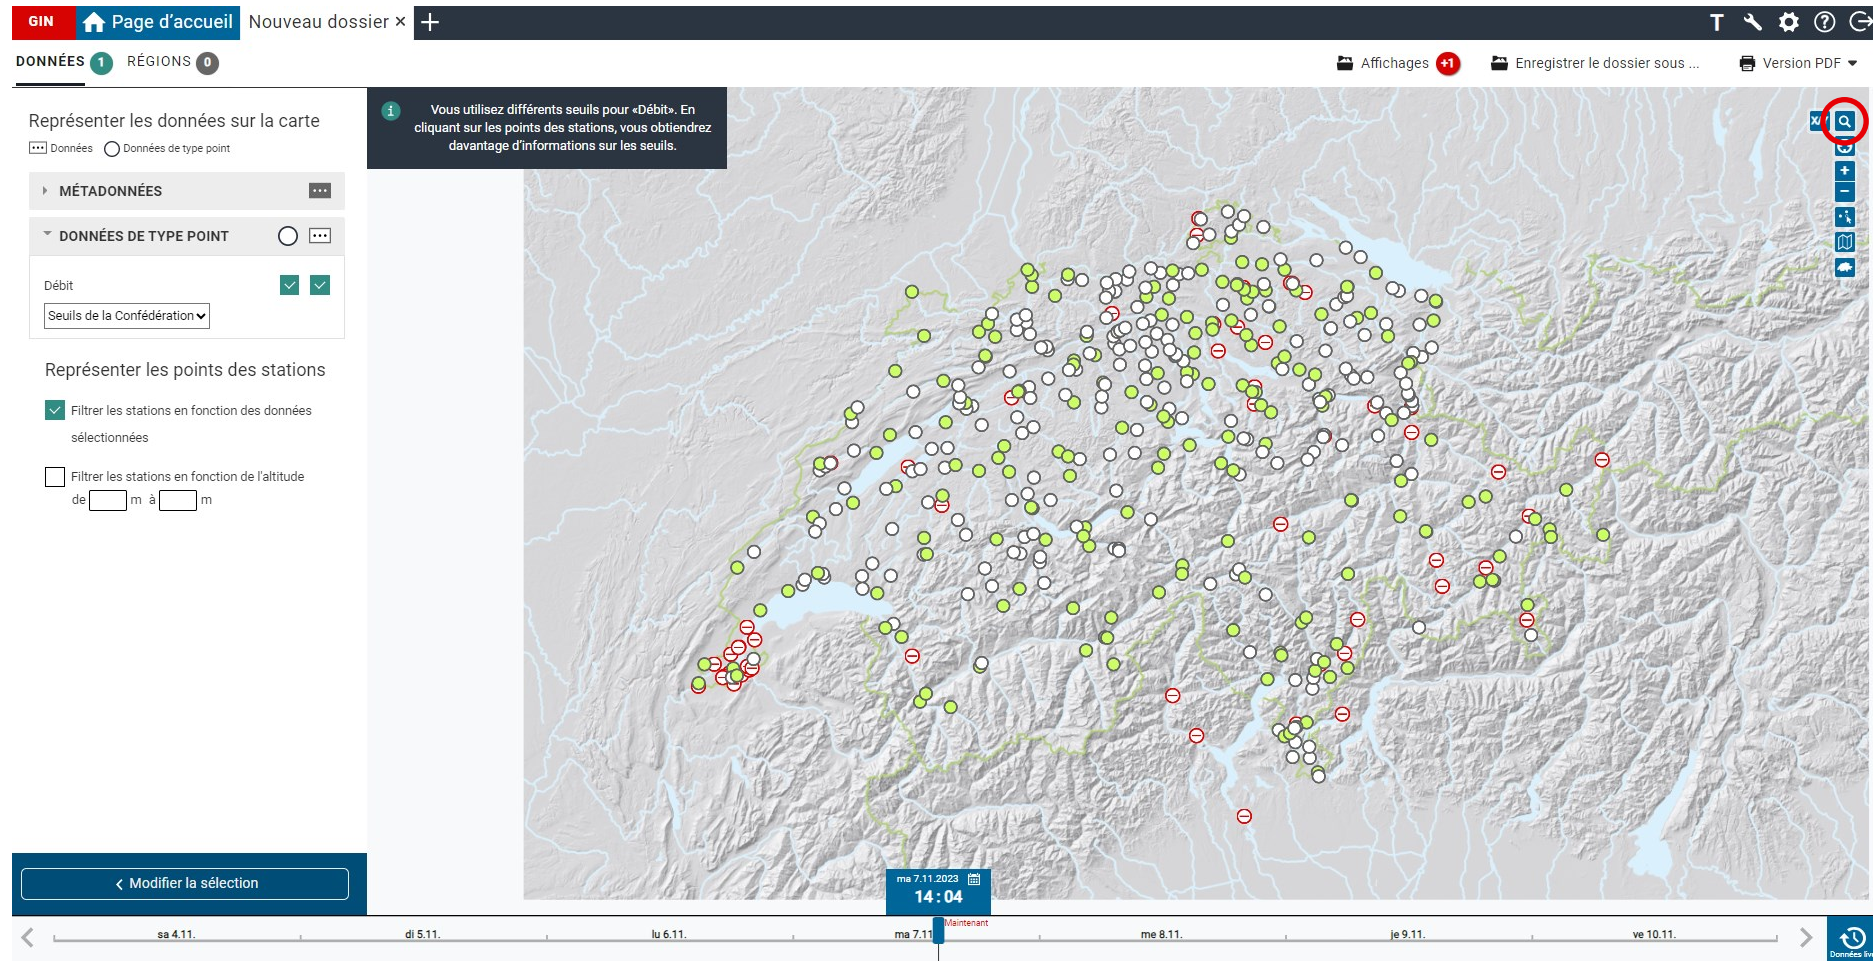 GIN Page d'accueil Nouveau dossier × +
T
DONNÉES 1 RÉGIONS 0
Affichages +1 Enregistrer le dossier sous ... Version PDF
Représenter les données sur la carte
Données Données de type point
MÉTADONNÉES
DONNÉES DE TYPE POINT
Débit
Seuils de la Confédération
Représenter les points des stations
Filtrer les stations en fonction des données
sélectionnées
Filtrer les stations en fonction de l'altitude
de m à m
Modifier la sélection
Vous utilisez différents seuils pour «Débit». En
cliquant sur les points des stations, vous obtiendrez
davantage d'informations sur les seuils.
ma 7.11.2023
14 : 04
Maintenant
sa 4.11. di 5.11. lu 6.11. ma 7.11 me 8.11. je 9.11. ve 10.11.
Données